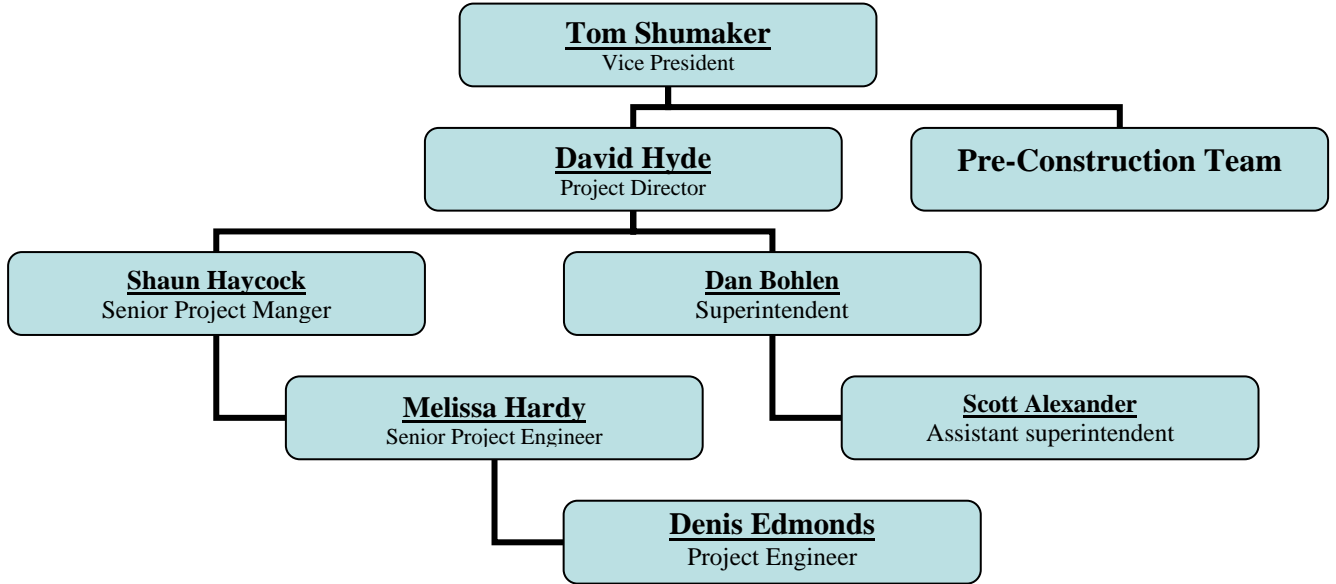 Tom Shumaker
Vice President
David Hyde
Project Director
Pre-Construction Team
Shaun Haycock
Senior Project Manger
Dan Bohlen
Superintendent
Melissa Hardy
Senior Project Engineer
Scott Alexander
Assistant superintendent
Denis Edmonds
Project Engineer